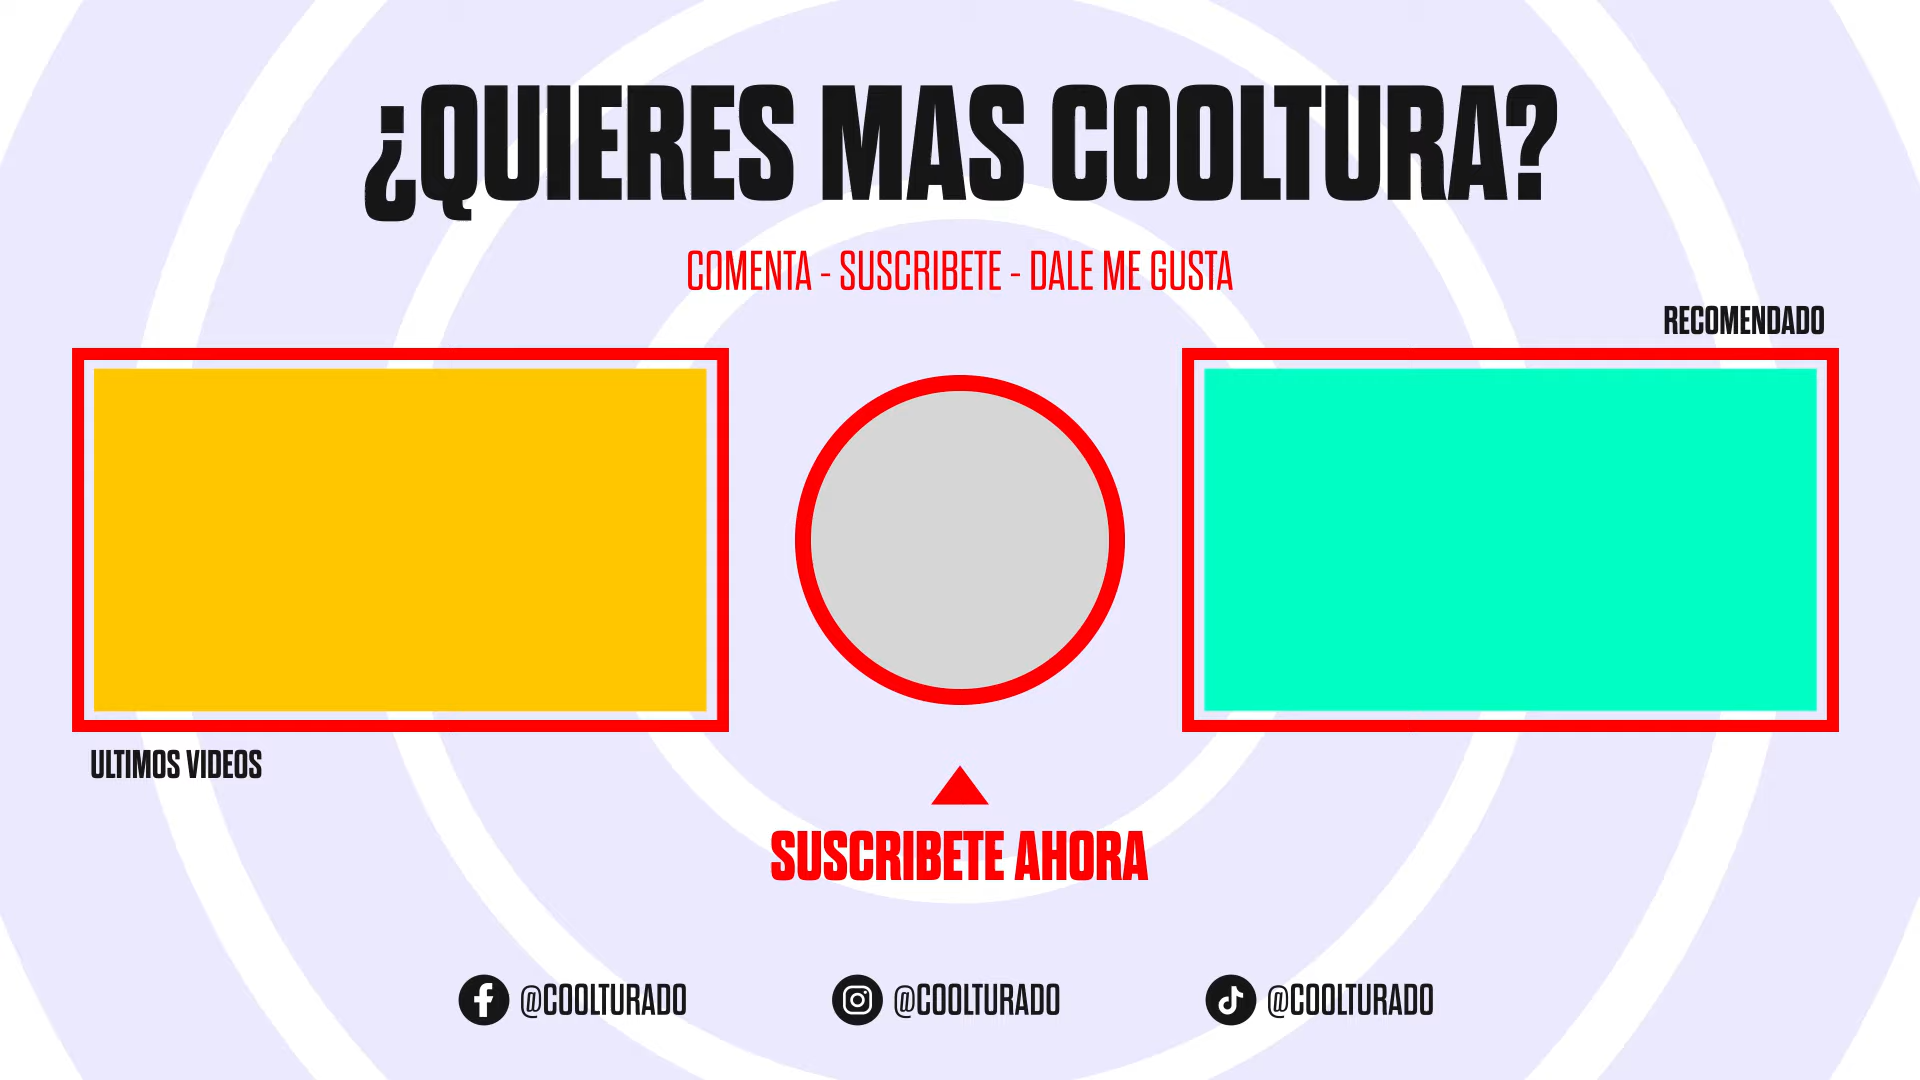 ¿QUIERES MAS COOLTURA?
COMENTA - SUSCRIBETE - DALE ME GUSTA
RECOMENDADO
ULTIMOS VIDEOS
SUSCRIBETE AHORA
@COOLTURADO
@COOLTURADO
@COOLTURADO